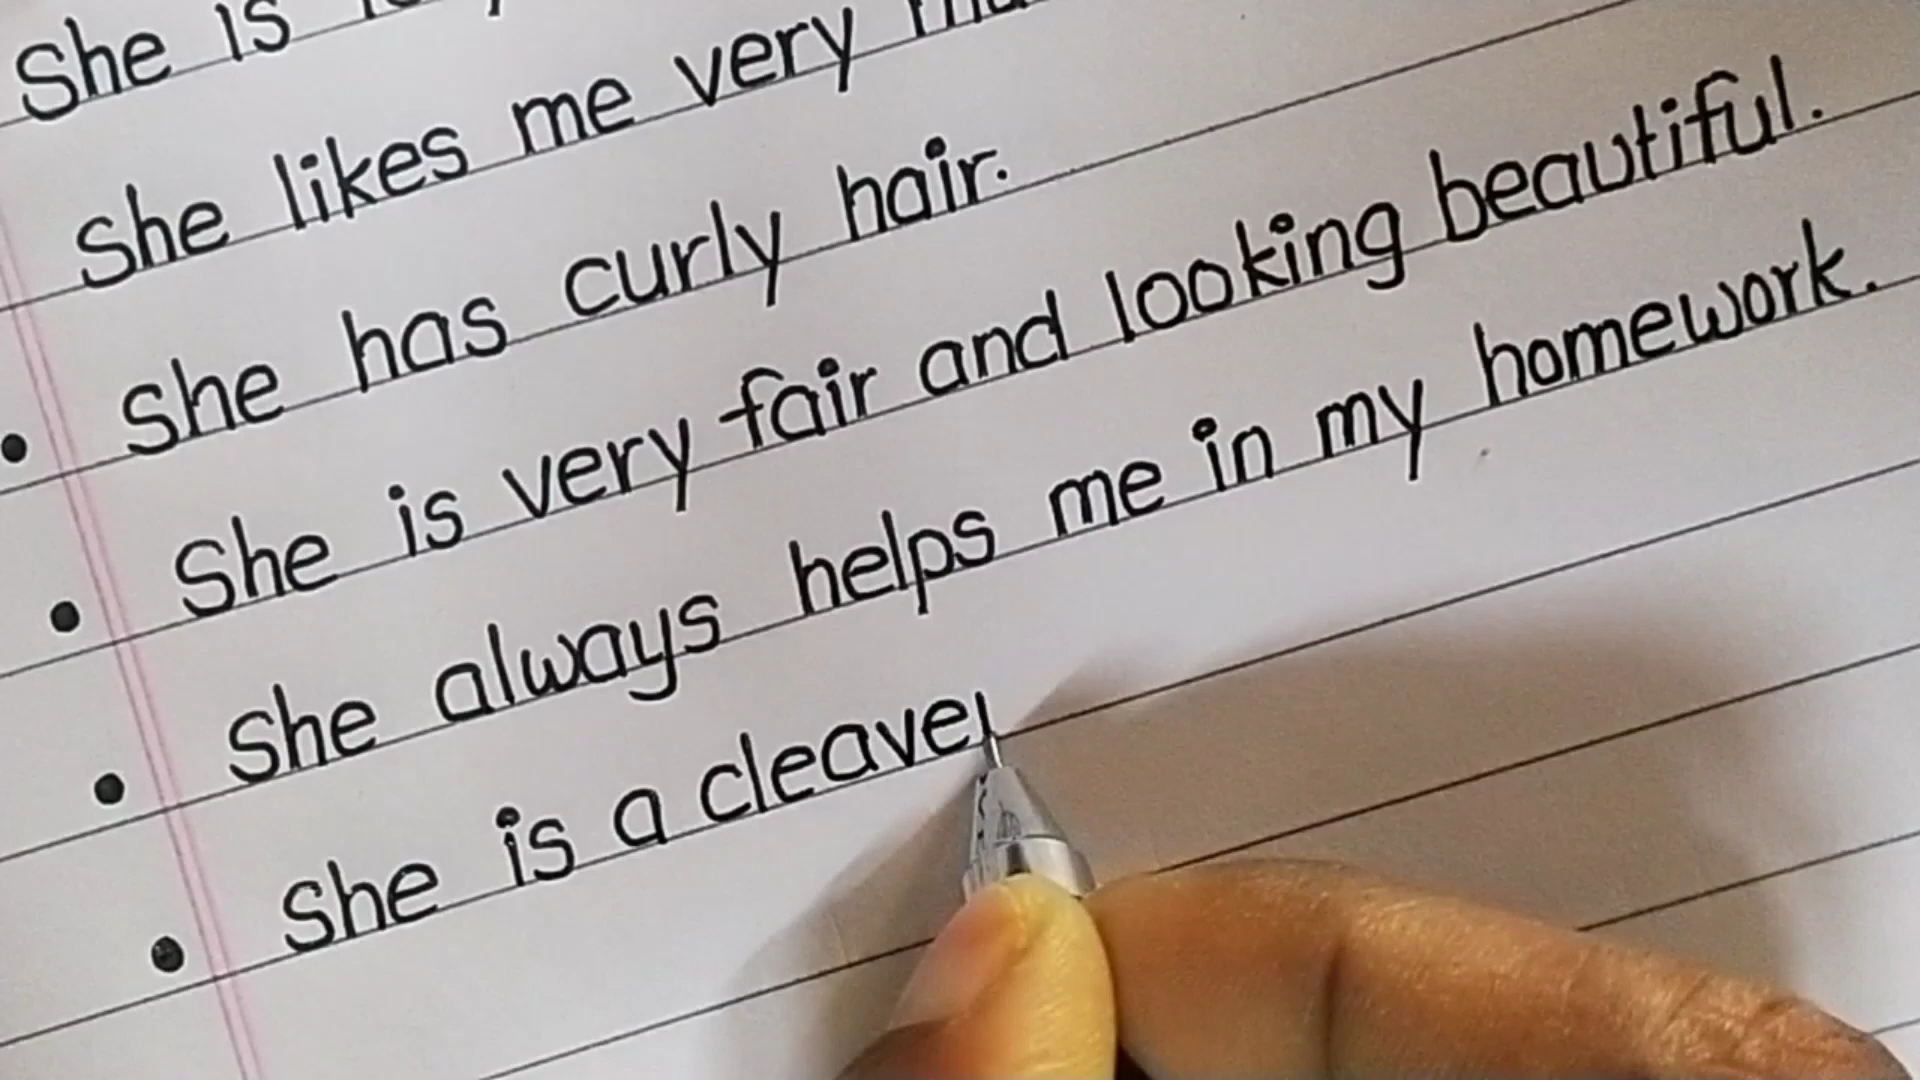 She is
She likes me very
• She has curly hair.
• She is very fair and looking beautiful.
• She always helps me in my homework.
• She is a cleaver